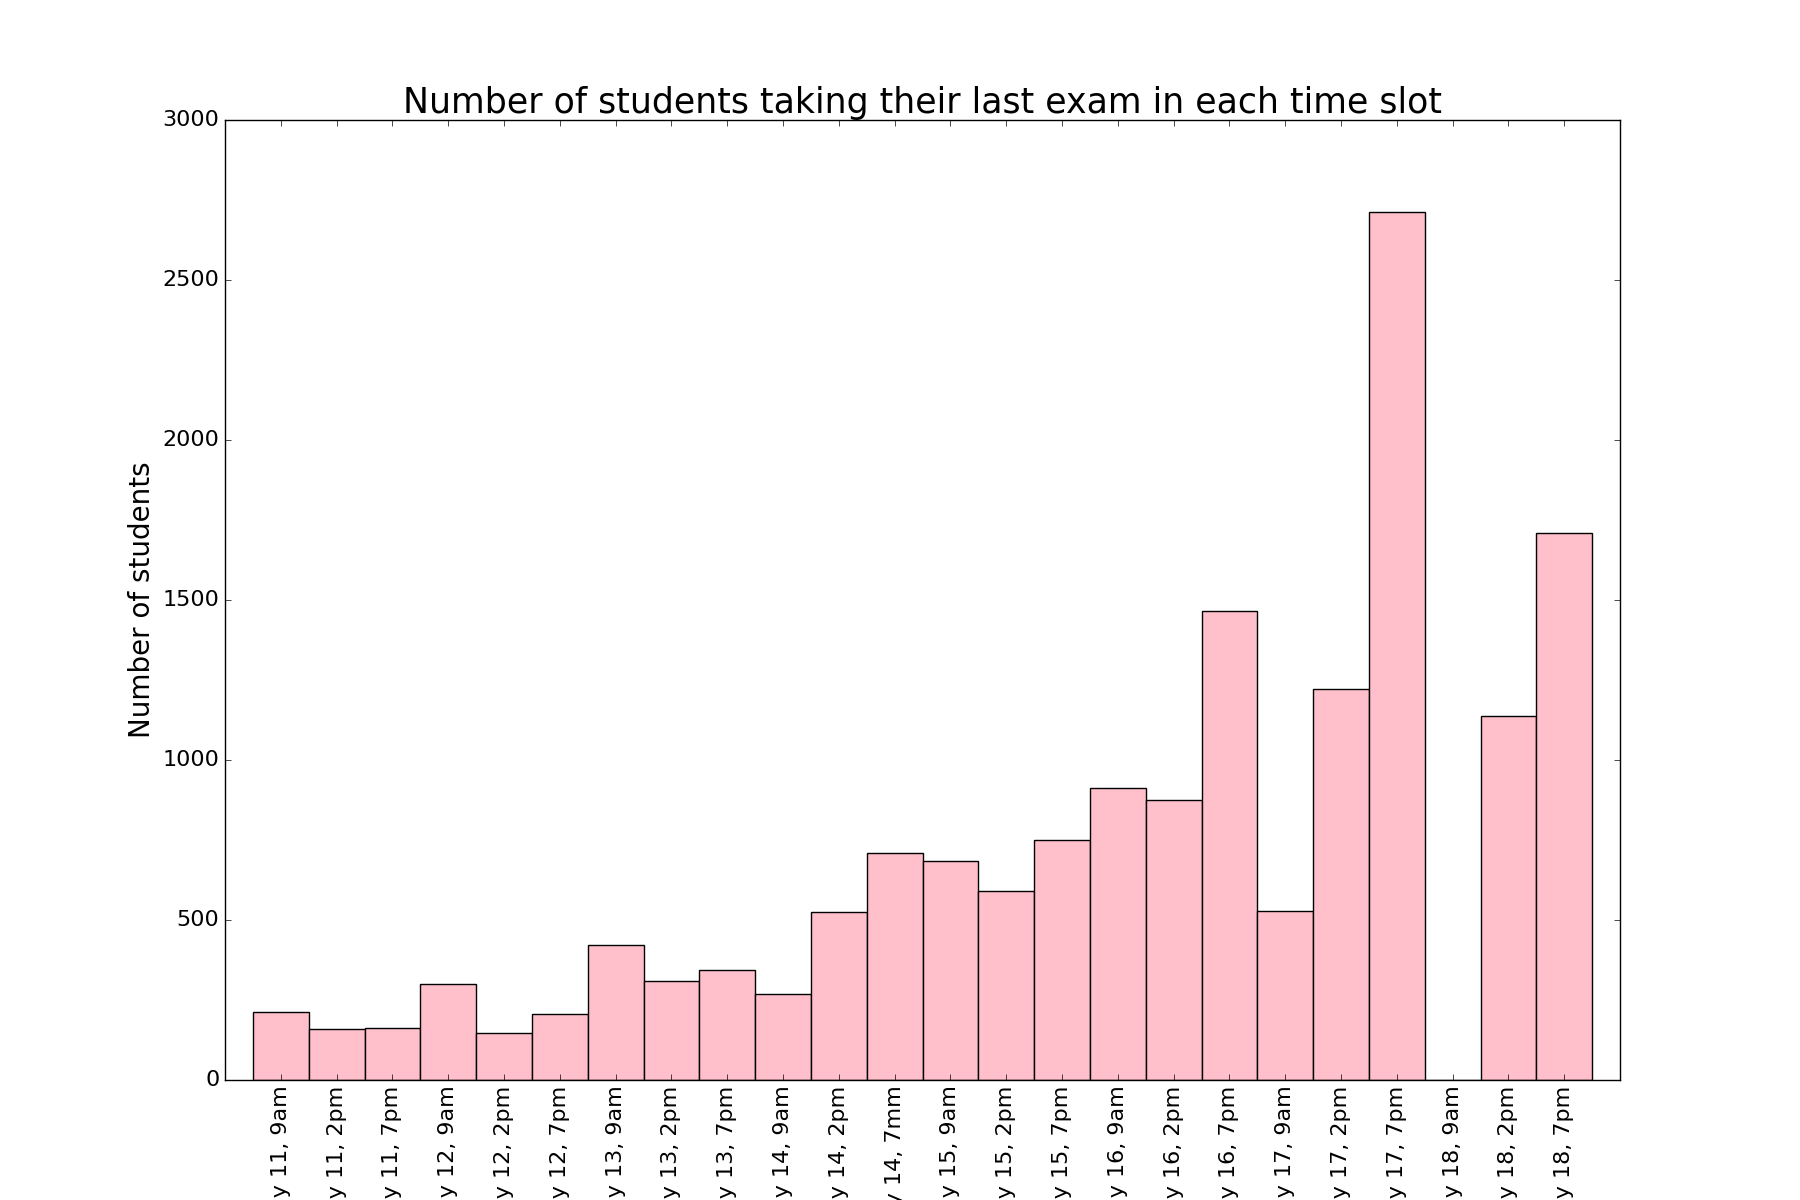 Number of students taking their last exam in each time slot
3000
2500
2000
1500
1000
500
0
Number of students
y 11, 9am
y 11, 2pm
y 11, 7pm
y 12, 9am
y 12, 2pm
y 12, 7pm
y 13, 9am
y 13, 2pm
y 13, 7pm
y 14, 9am
y 14, 2pm
y 14, 7mm
y 15, 9am
y 15, 2pm
y 15, 7pm
y 16, 9am
y 16, 2pm
y 16, 7pm
y 17, 9am
y 17, 2pm
y 17, 7pm
y 18, 9am
y 18, 2pm
y 18, 7pm